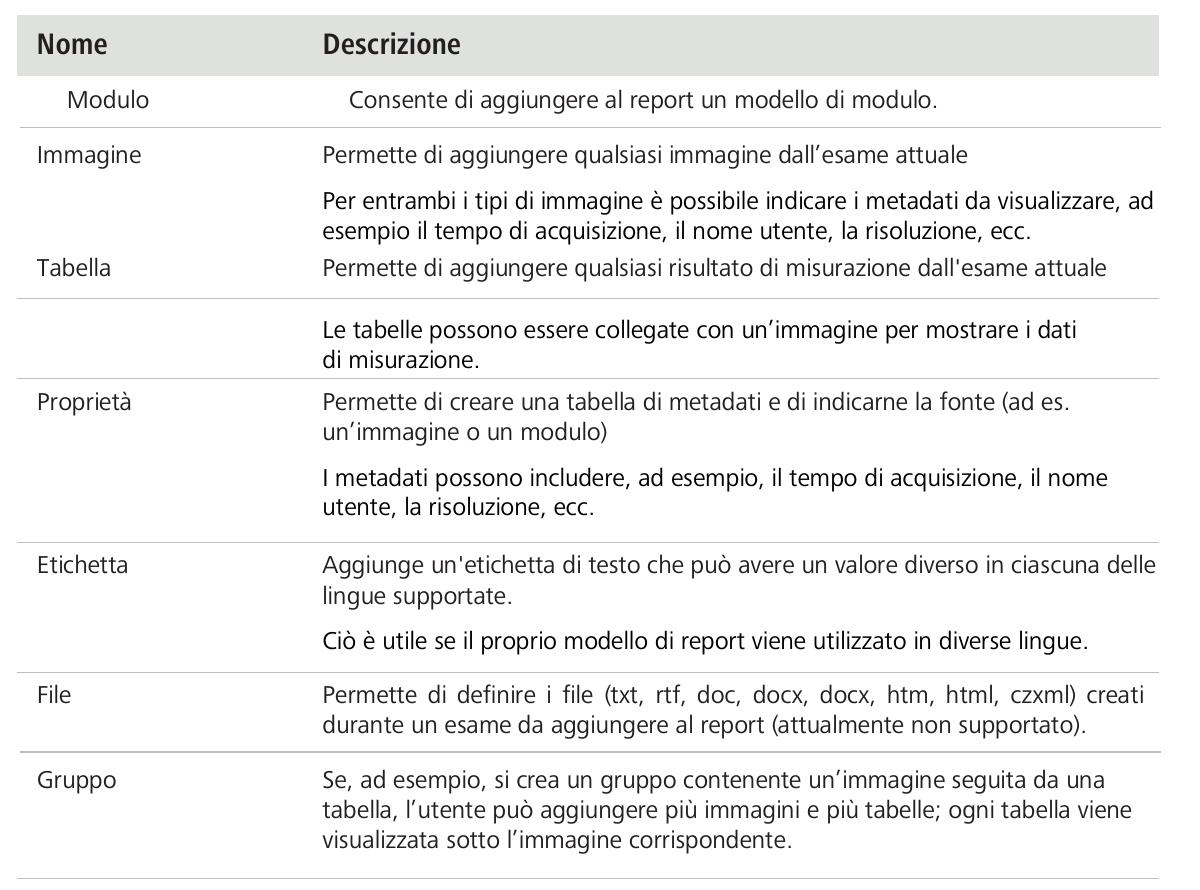 Nome Descrizione
Modulo Consente di aggiungere al report un modello di modulo.
Immagine Permette di aggiungere qualsiasi immagine dall’esame attuale
Per entrambi i tipi di immagine è possibile indicare i metadati da visualizzare, ad
esempio il tempo di acquisizione, il nome utente, la risoluzione, ecc.
Tabella Permette di aggiungere qualsiasi risultato di misurazione dall'esame attuale
Le tabelle possono essere collegate con un’immagine per mostrare i dati
di misurazione.
Proprietà Permette di creare una tabella di metadati e di indicarne la fonte (ad es.
un’immagine o un modulo)
I metadati possono includere, ad esempio, il tempo di acquisizione, il nome
utente, la risoluzione, ecc.
Etichetta Aggiunge un'etichetta di testo che può avere un valore diverso in ciascuna delle
lingue supportate.
Ciò è utile se il proprio modello di report viene utilizzato in diverse lingue.
File Permette di definire i file (txt, rtf, doc, docx, docx, htm, html, czxml) creati
durante un esame da aggiungere al report (attualmente non supportato).
Gruppo Se, ad esempio, si crea un gruppo contenente un’immagine seguita da una
tabella, l’utente può aggiungere più immagini e più tabelle; ogni tabella viene
visualizzata sotto l’immagine corrispondente.